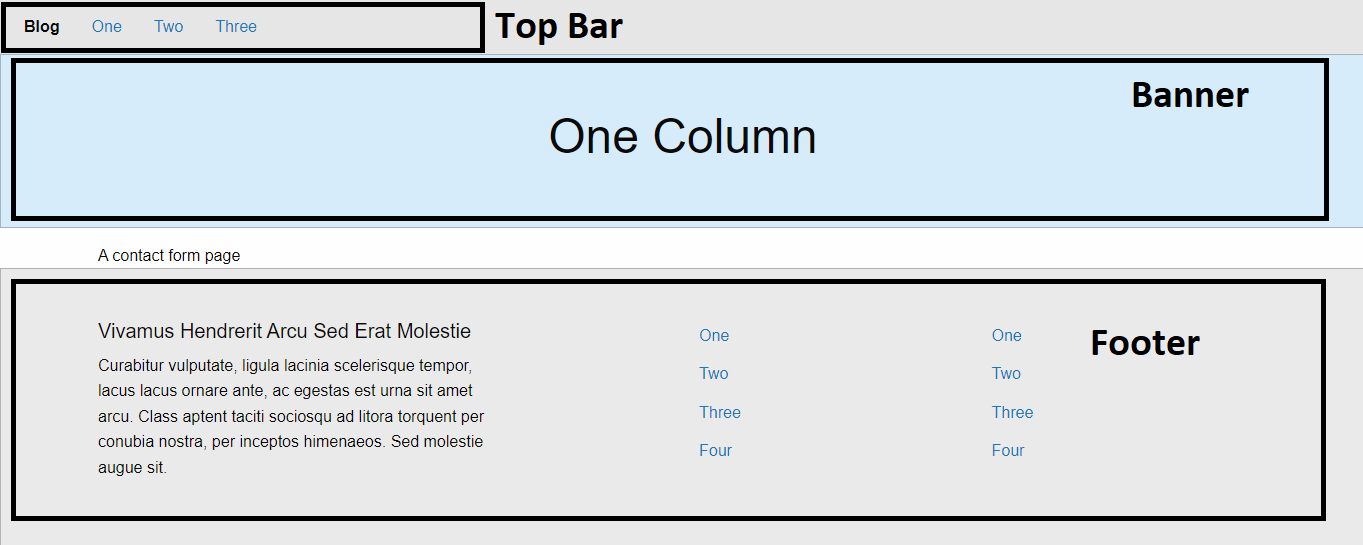 Blog One Two Three Top Bar
Banner
One Column
A contact form page
Vivamus Hendrerit Arcu Sed Erat Molestie
Curabitur vulputate, ligula lacinia scelerisque tempor,
lacus lacus ornare ante, ac egestas est urna sit amet
arcu. Class aptent taciti sociosqu ad litora torquent per
conubia nostra, per inceptos himenaeos. Sed molestie
augue sit.
One
Two
Three
Four
One
Two
Three
Four
Footer